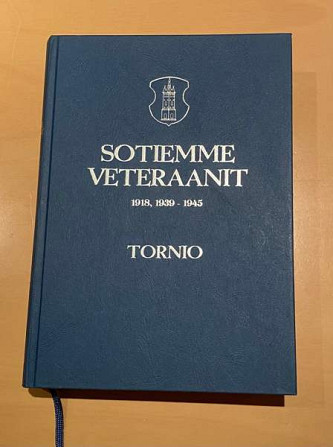 SOTIEMME
VETERAANIT
1918, 1939 - 1945
TORNIO